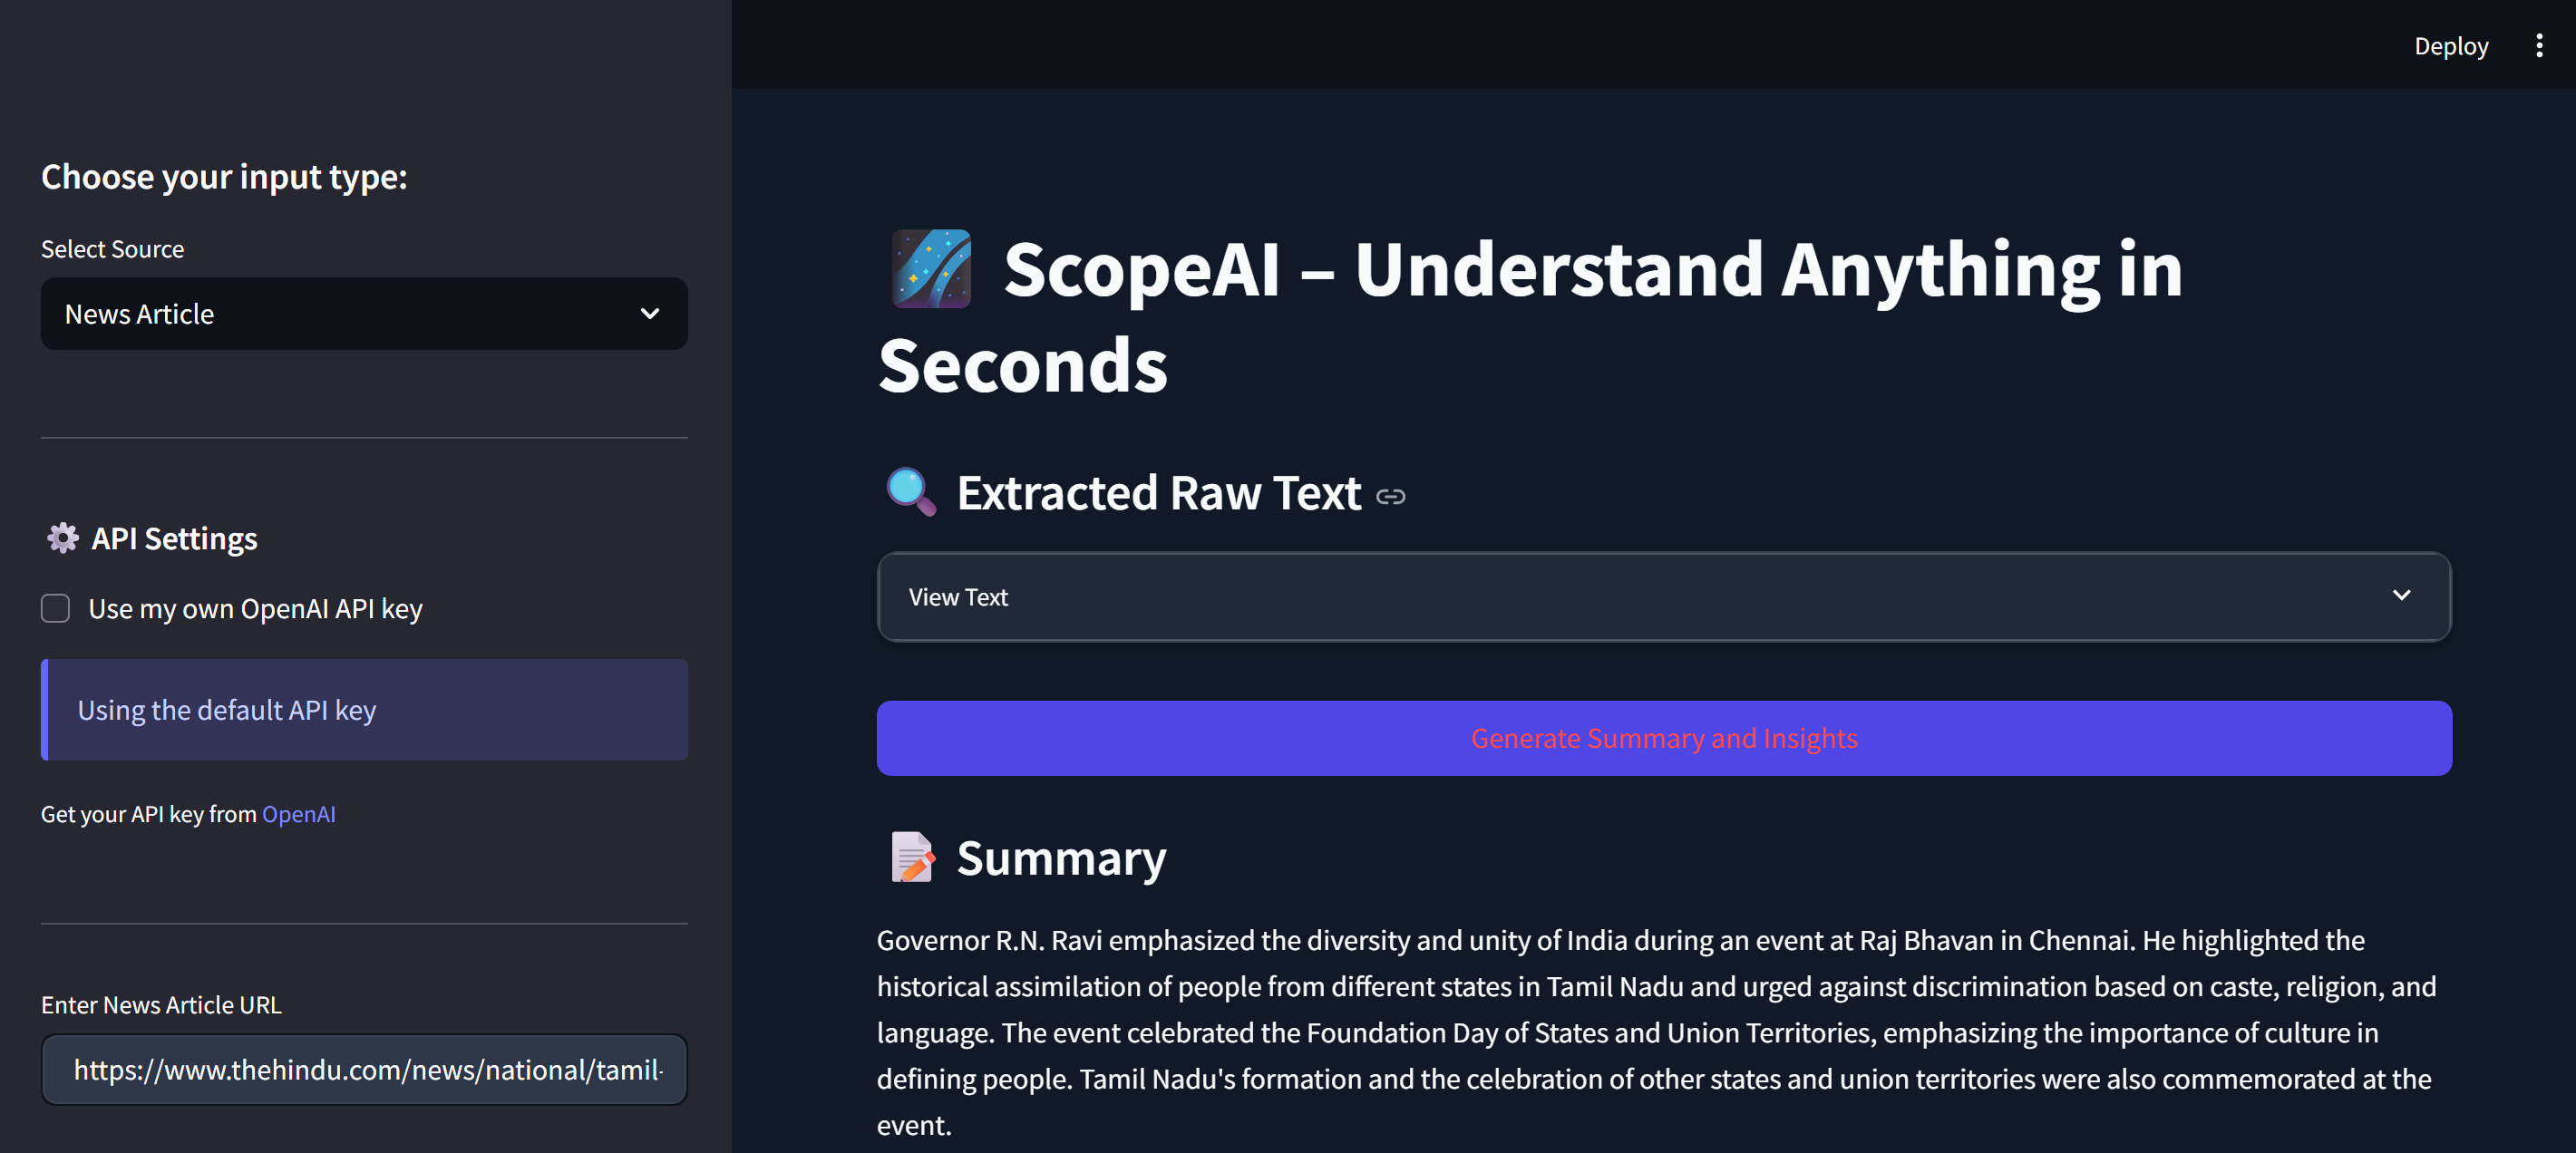 Deploy
Choose your input type:
Select Source
News Article
API Settings
Use my own OpenAI API key
Using the default API key
Get your API key from OpenAI
Enter News Article URL
https://www.thehindu.com/news/national/tamil-
ScopeAI – Understand Anything in
Seconds
Extracted Raw Text
View Text
Generate Summary and Insights
Summary
Governor R.N. Ravi emphasized the diversity and unity of India during an event at Raj Bhavan in Chennai. He highlighted the
historical assimilation of people from different states in Tamil Nadu and urged against discrimination based on caste, religion, and
language. The event celebrated the Foundation Day of States and Union Territories, emphasizing the importance of culture in
defining people. Tamil Nadu's formation and the celebration of other states and union territories were also commemorated at the
event.